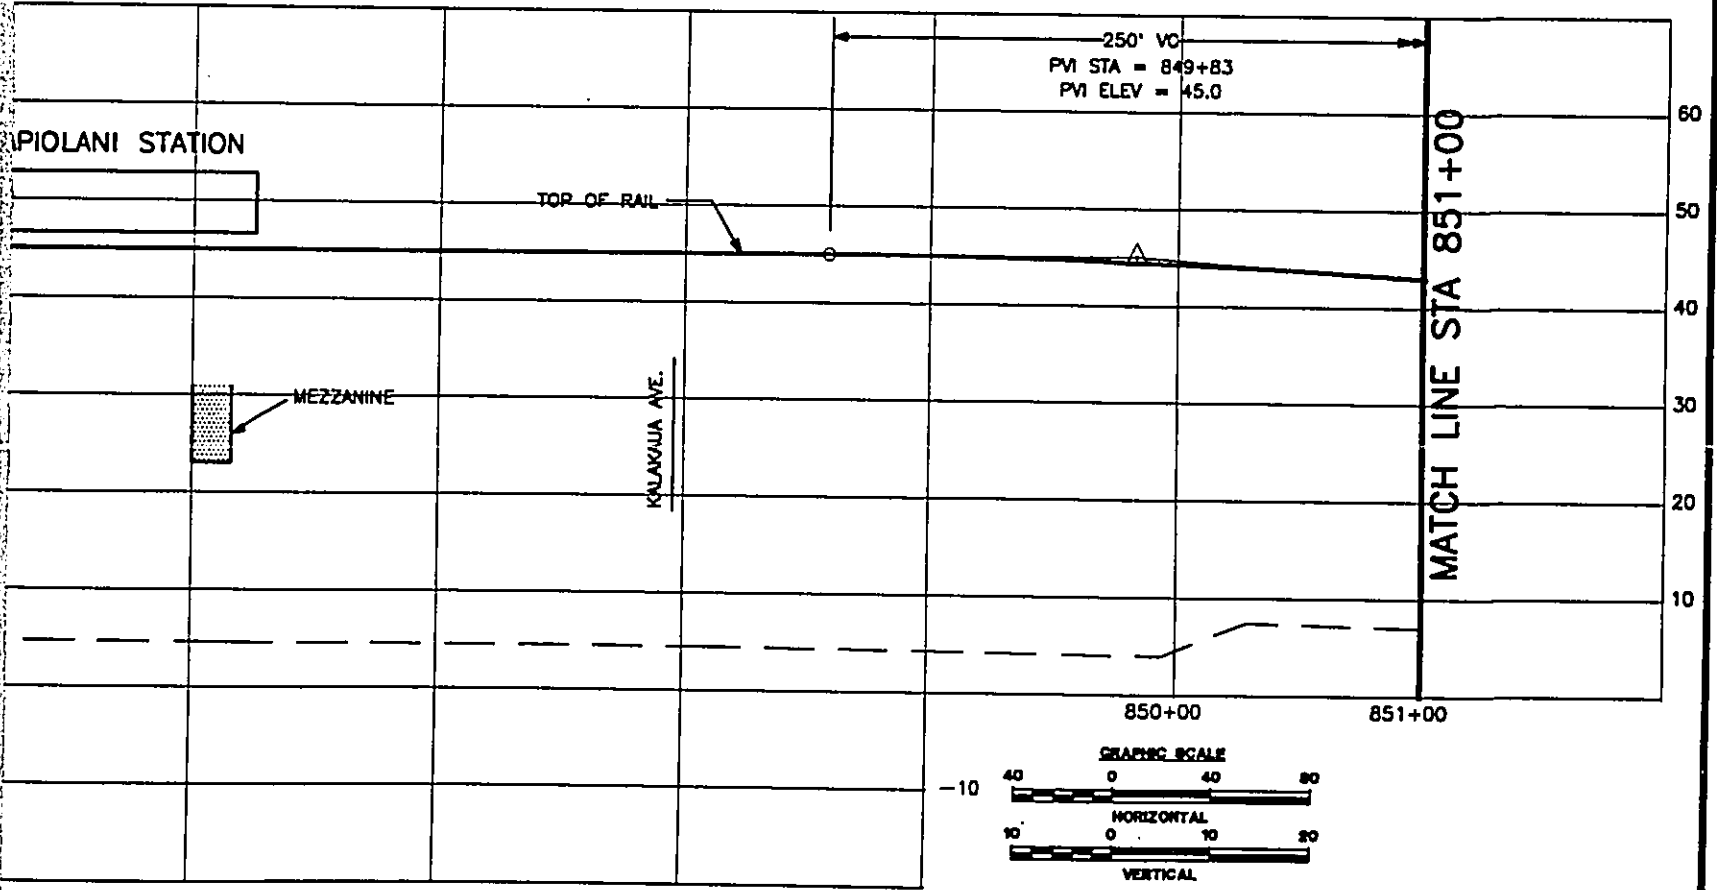 250' VC
PVI STA = 849+83
PVI ELEV = 45.0
60
APIOLANI STATION
TOP OF RAIL
50
40
MEZZANINE
30
KALAKAUA AVE.
20
MATCH LINE STA 851+00
10
850+00
851+00
GRAPHIC SCALE
-10
40 0 40 80
HORIZONTAL
10 0 10 20
VERTICAL